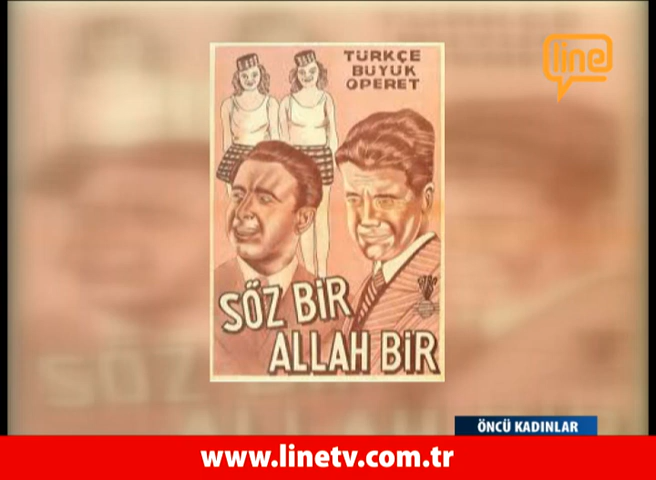 TÜRKÇE
BÜYÜK
OPERET
line
SÖZ BİR
ALLAH BİR
ÖNCÜ KADINLAR
www.linetv.com.tr